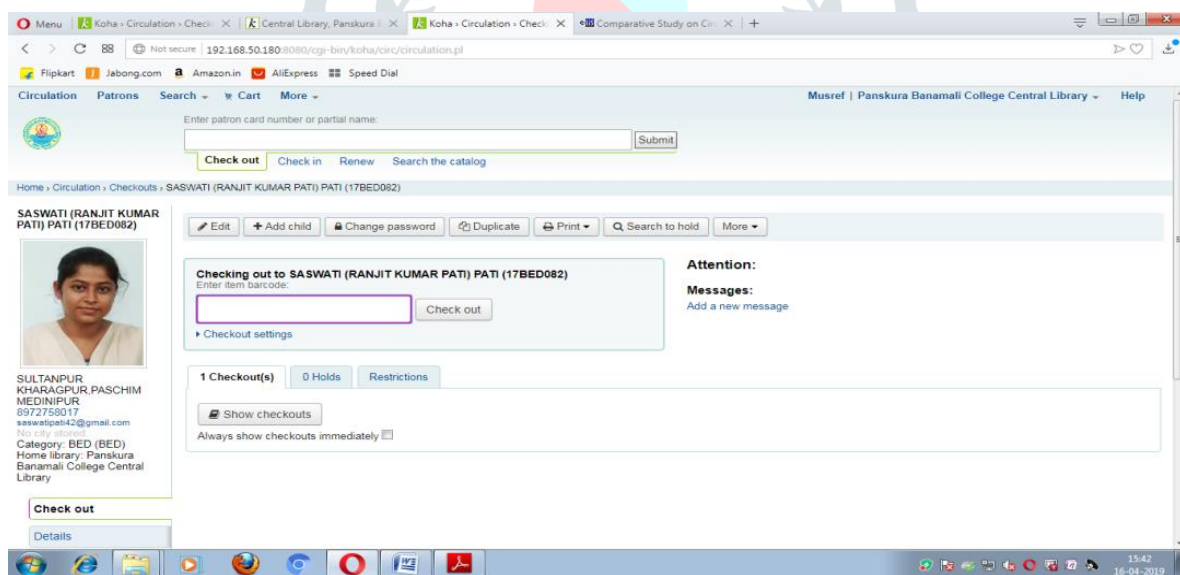 Menu
Koha › Circulation › Check
Central Library, Panskura
Koha › Circulation › Check
Comparative Study on Circ
Not secure 192.168.50.180:8080/cgi-bin/koha/circ/circulation.pl
Flipkart Jabong.com Amazon.in AliExpress Speed Dial
Circulation Patrons Search Cart More Musref | Panskura Banamali College Central Library Help
Enter patron card number or partial name:
Submit
Check out Check in Renew Search the catalog
Home › Circulation › Checkouts › SASWATI (RANJIT KUMAR PATI) PATI (17BED082)
SASWATI (RANJIT KUMAR
PATI) PATI (17BED082)
Edit Add child Change password Duplicate Print Search to hold More
Checking out to SASWATI (RANJIT KUMAR PATI) PATI (17BED082)
Enter item barcode:
Check out
Checkout settings
Attention:
Messages:
Add a new message
1 Checkout(s) 0 Holds Restrictions
Show checkouts
Always show checkouts immediately
SULTANPUR
KHARAGPUR,PASCHIM
MEDINIPUR
8972758017
saswatipati42@gmail.com
No city stored.
Category: BED (BED)
Home library: Panskura
Banamali College Central
Library
Check out
Details
15:42
16-04-2019